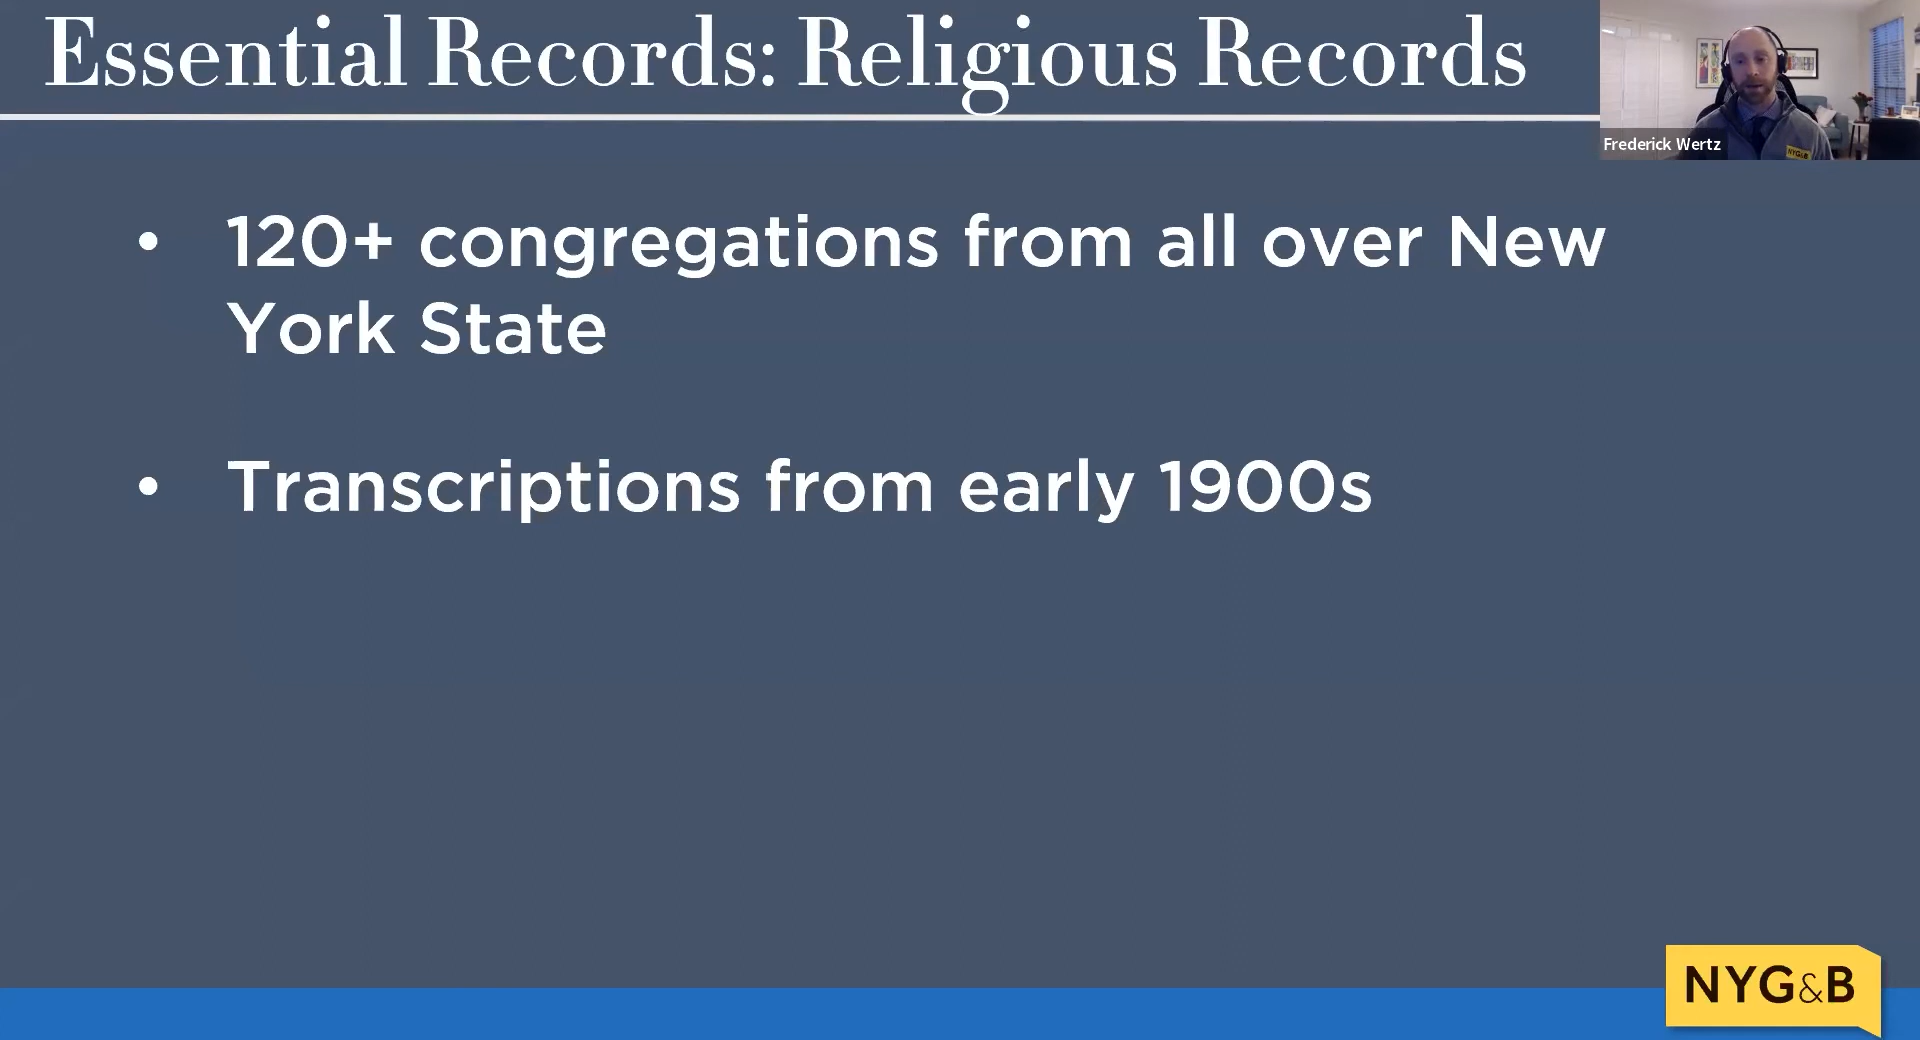 Essential Records: Religious Records
Frederick Wertz
NYG&B
• 120+ congregations from all over New
York State
• Transcriptions from early 1900s
NYG&B